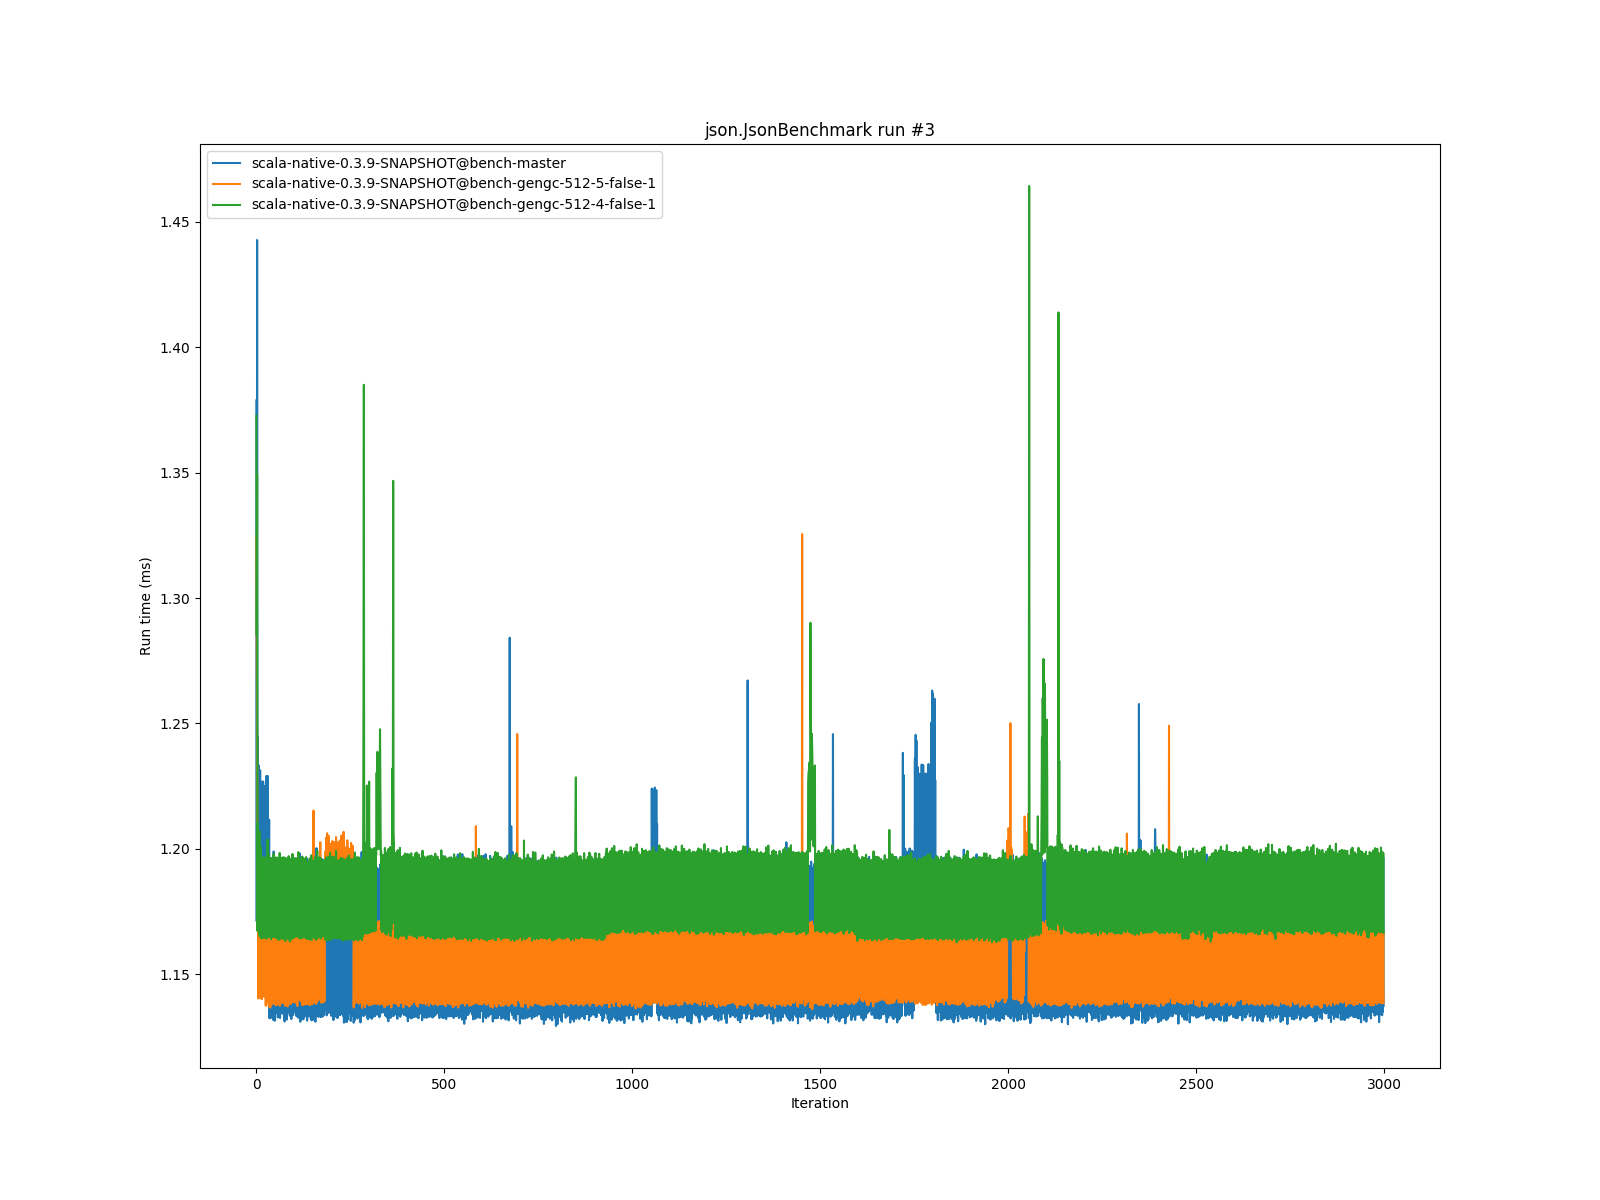 json.JsonBenchmark run #3
scala-native-0.3.9-SNAPSHOT@bench-master
scala-native-0.3.9-SNAPSHOT@bench-gengc-512-5-false-1
scala-native-0.3.9-SNAPSHOT@bench-gengc-512-4-false-1
1.45
1.40
1.35
1.30
1.25
1.20
1.15
Run time (ms)
0 500 1000 1500 2000 2500 3000
Iteration